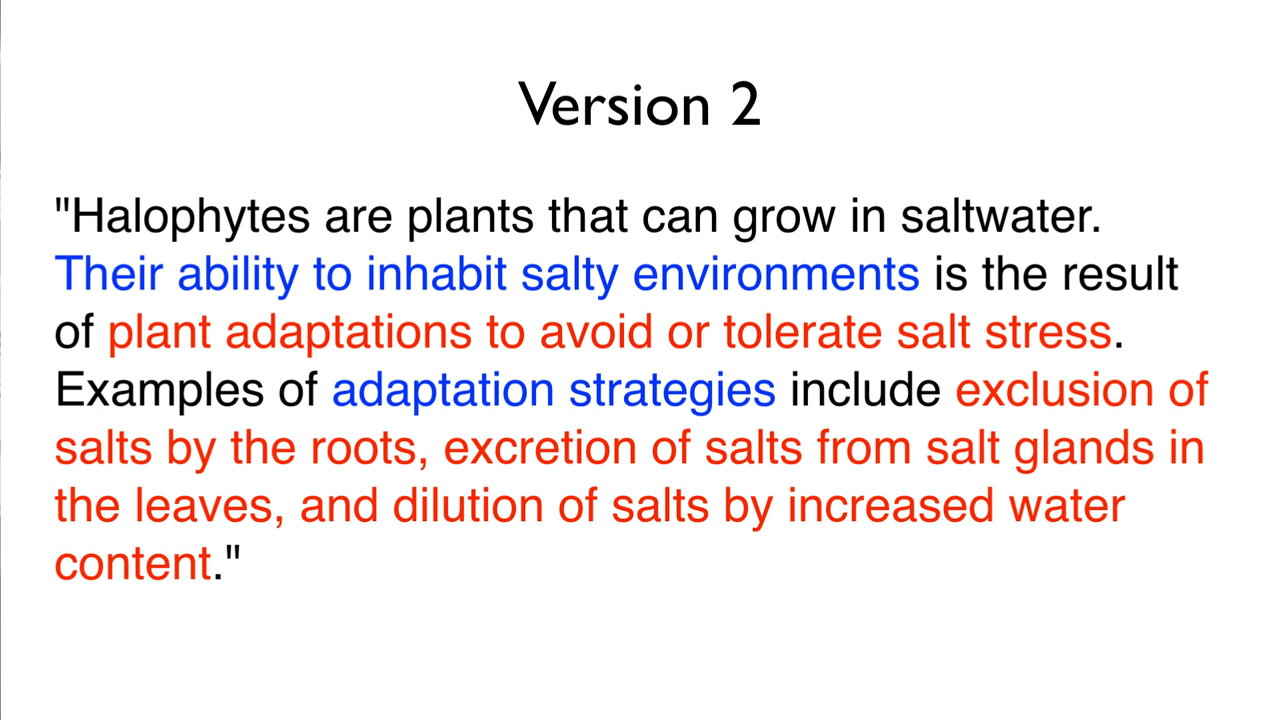 Version 2
"Halophytes are plants that can grow in saltwater.
Their ability to inhabit salty environments is the result
of plant adaptations to avoid or tolerate salt stress.
Examples of adaptation strategies include exclusion of
salts by the roots, excretion of salts from salt glands in
the leaves, and dilution of salts by increased water
content."